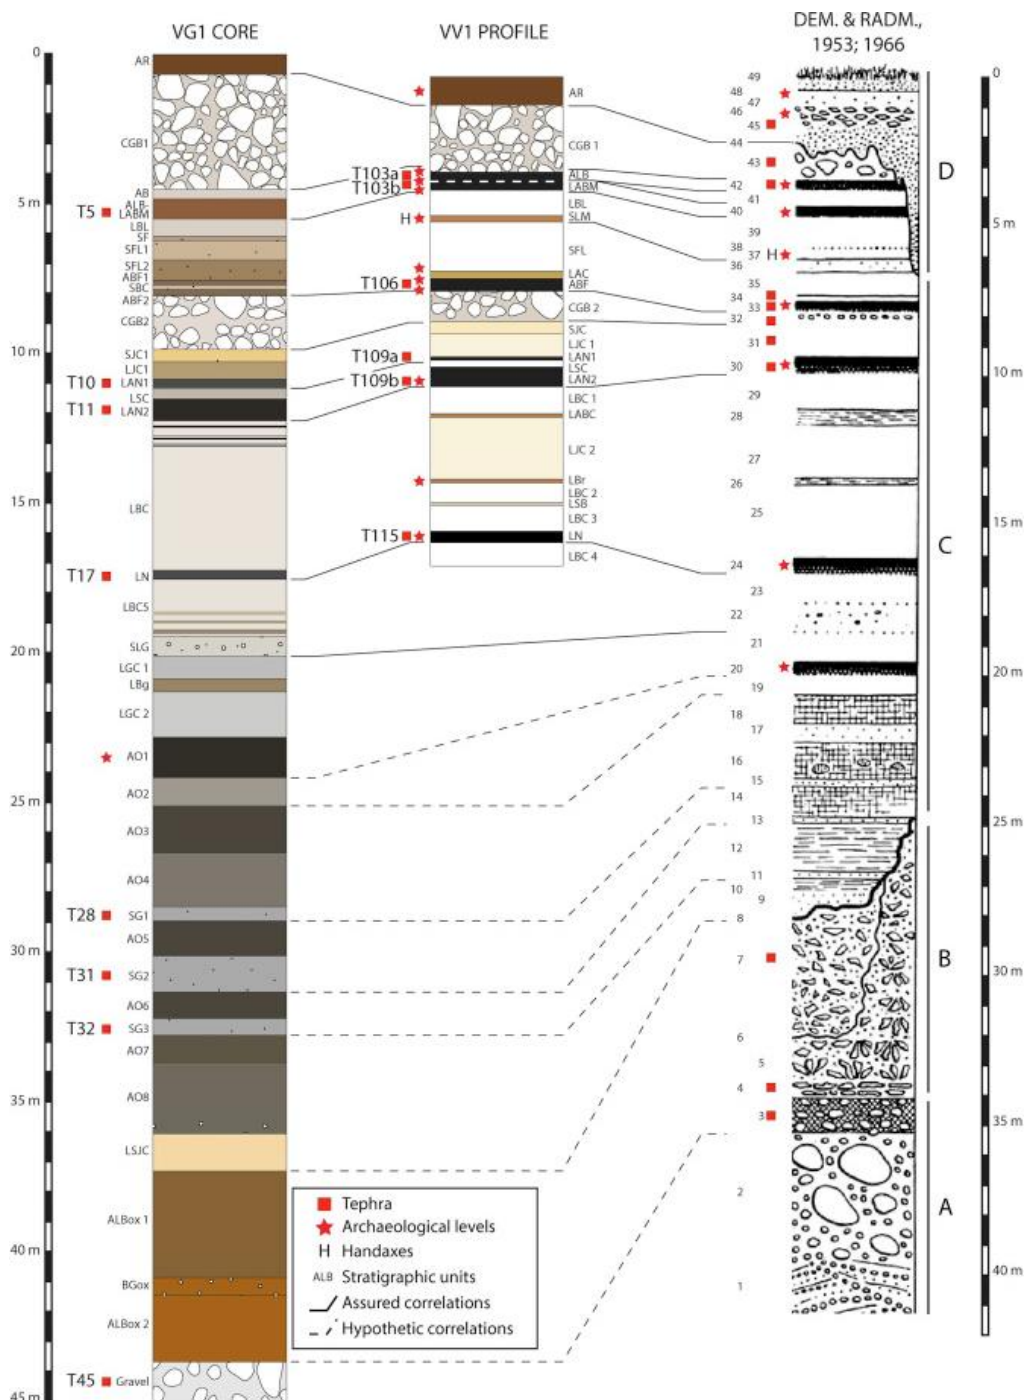 VG1 CORE
VV1 PROFILE
DEM. & RADM.,
1953; 1966
0
5 m
10 m
15 m
20 m
25 m
30 m
35 m
40 m
45 m
AR
CGB1
AB
ALB-
LABM
LBL
SF
SFL1
SFL2
ABF1
SBC
ABF2
CGB2
SJC1
LJC1
LAN1
LSC
LAN2
LBC
LN
LBC5
SLG
LGC 1
LBg
LGC 2
AO1
AO2
AO3
AO4
SG1
AO5
SG2
AO6
SG3
AO7
AO8
LSJC
ALBox 1
BGox
ALBox 2
Gravel
T5
T10
T11
T17
T28
T31
T32
T45
T103a
T103b
H
T106
T109a
T109b
T115
AR
CGB 1
ALB
LABM
LBL
SLM
SFL
LAC
ABF
CGB 2
SJC
LJC 1
LAN1
LSC
LAN2
LBC 1
LABC
LJC 2
LBr
LBC 2
LSB
LBC 3
LN
LBC 4
49
48
47
46
45
44
43
42
41
40
39
38
37 H
36
35
34
33
32
31
30
29
28
27
26
25
24
23
22
21
20
19
18
17
16
15
14
13
12
11
10
9
8
7
6
5
4
3
2
1
D
C
B
A
0
5 m
10 m
15 m
20 m
25 m
30 m
35 m
40 m
Tephra
Archaeological levels
H Handaxes
ALB Stratigraphic units
Assured correlations
Hypothetic correlations